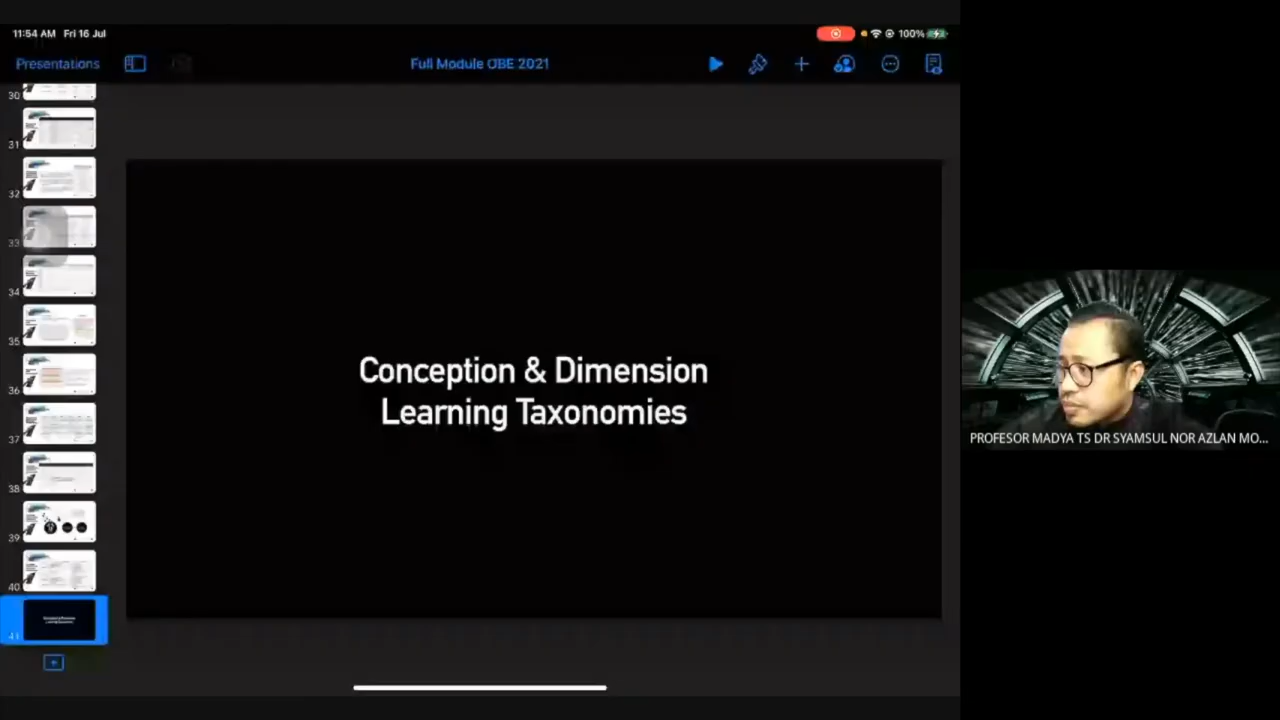 11:54 AM Fri 16 Jul
100%
Presentations
Full Module OBE 2021
30
31
32
33
34
35
36
37
38
39
40
41
Conception & Dimension
Learning Taxonomies
PROFESOR MADYA TS DR SYAMSUL NOR AZLAN MO...